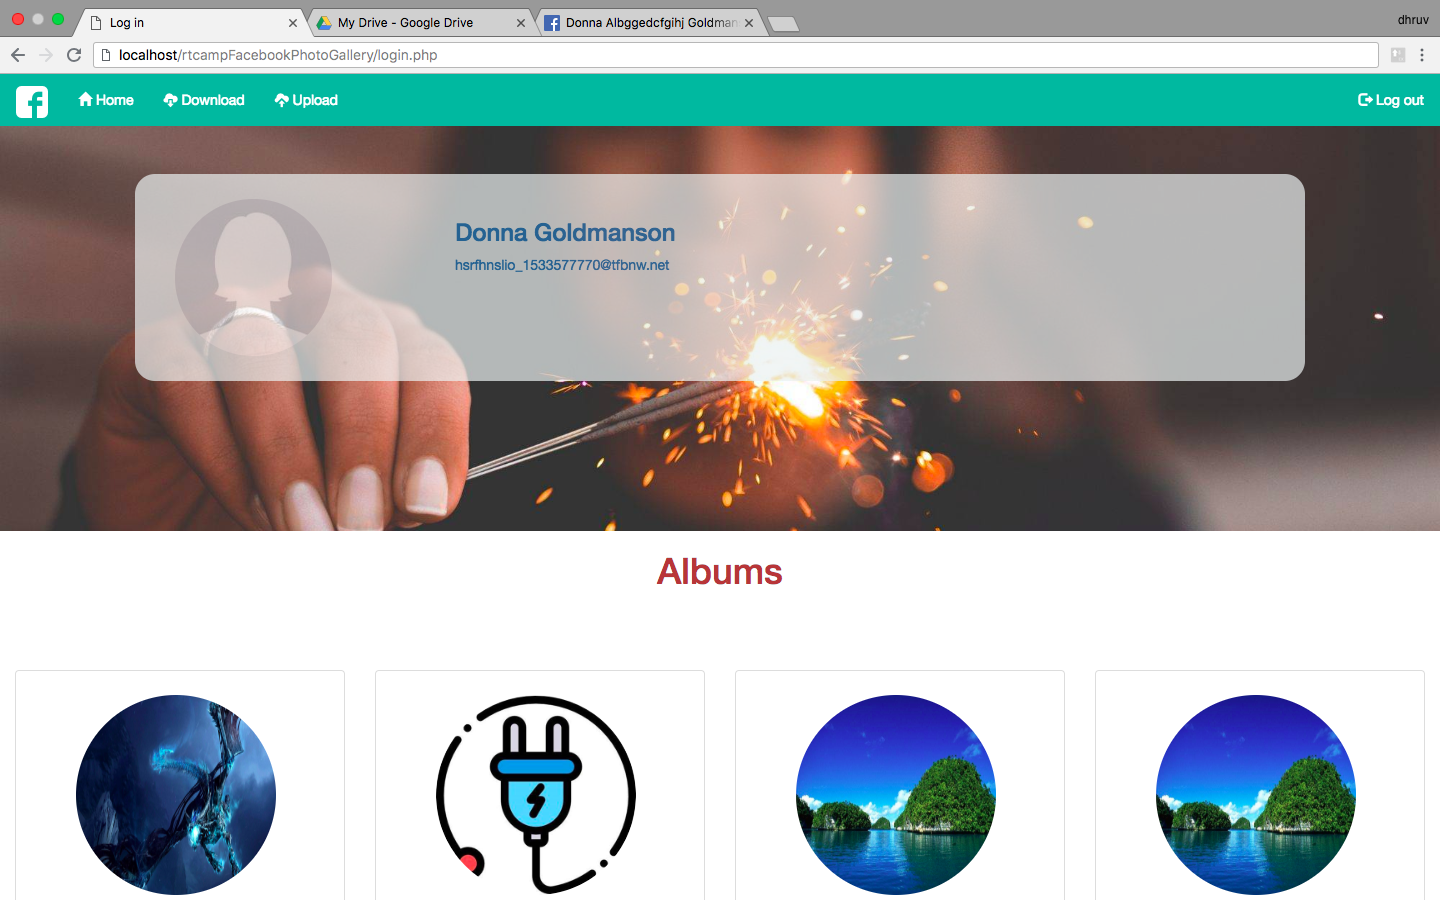 Log in
My Drive - Google Drive
Donna Albggedcfgihj Goldman
dhruv
localhost/rtcampFacebookPhotoGallery/login.php
Home
Download
Upload
Log out
Donna Goldmanson
hsrfhnslio_1533577770@tfbnw.net
Albums